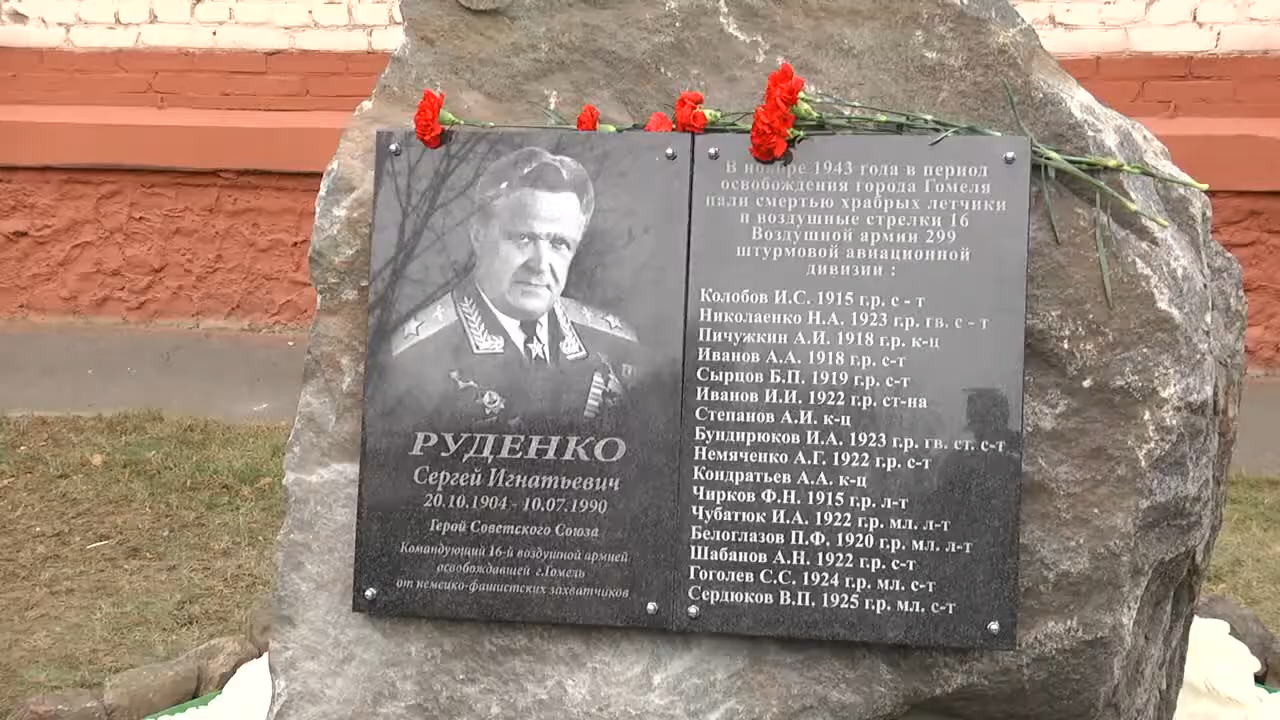 РУДЕНКО
Сергей Игнатьевич
20.10.1904 - 10.07.1990
Герой Советского Союза
Командующий 16-й воздушной армией
освобождавшей г.Гомель
от немецко-фашистских захватчиков
В ноябре 1943 года в период
освобождения города Гомеля
пали смертью храбрых летчики
и воздушные стрелки 16
Воздушной армии 299
штурмовой авиационной
дивизии :
Колобов И.С. 1915 г.р. с - т
Николаенко Н.А. 1923 г.р. гв. с - т
Пичужкин А.И. 1918 г.р. к-ц
Иванов А.А. 1918 г.р. с-т
Сырцов Б.П. 1919 г.р. с-т
Иванов И.И. 1922 г.р. ст-на
Степанов А.И. к-ц
Бундирюков И.А. 1923 г.р. гв. ст. с-т
Немяченко А.Г. 1922 г.р. с-т
Кондратьев А.А. к-ц
Чирков Ф.Н. 1915 г.р. л-т
Чубатюк И.А. 1922 г.р. мл. л-т
Белоглазов П.Ф. 1920 г.р. мл. л-т
Шабанов А.Н. 1922 г.р. с-т
Гоголев С.С. 1924 г.р. мл. с-т
Сердюков В.П. 1925 г.р. мл. с-т